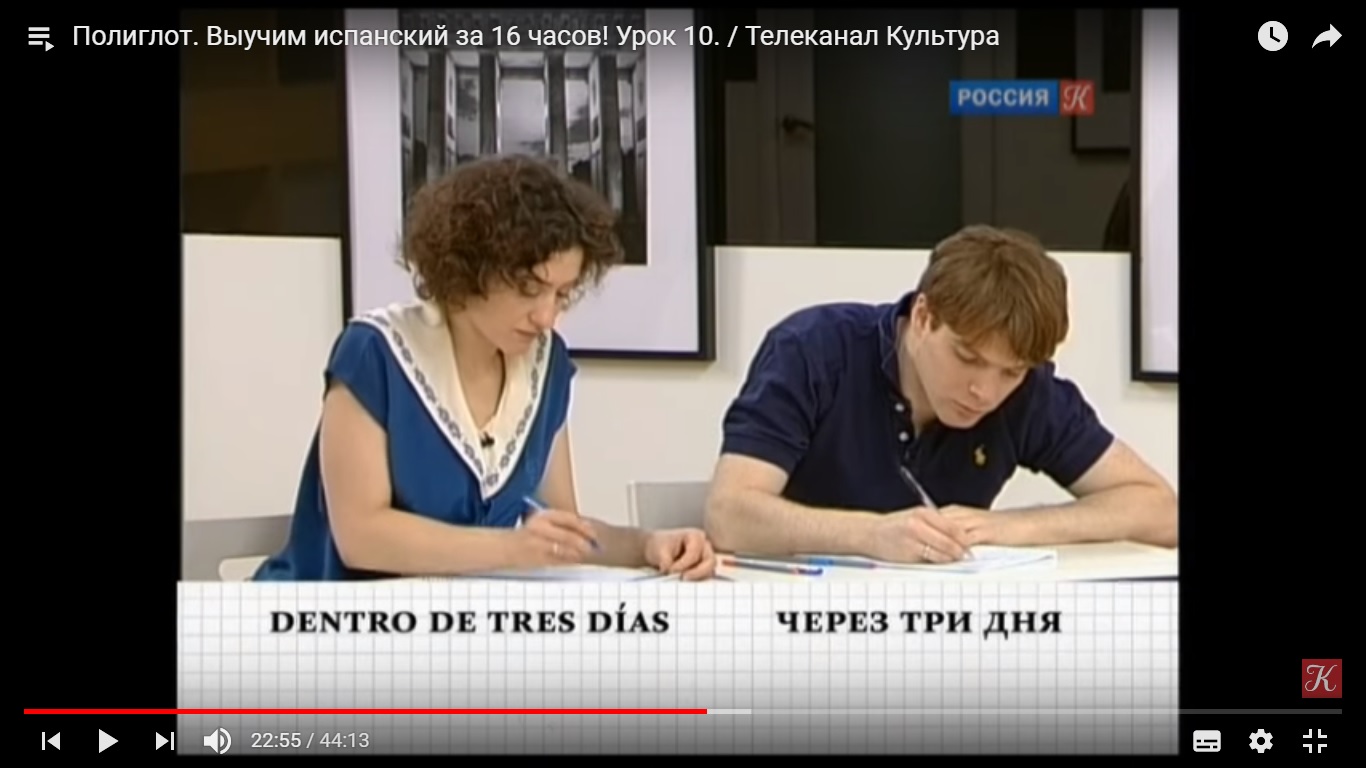 Полиглот. Выучим испанский за 16 часов! Урок 10. / Телеканал Культура
РОССИЯ К
DENTRO DE TRES DÍAS ЧЕРЕЗ ТРИ ДНЯ
К
22:55 / 44:13